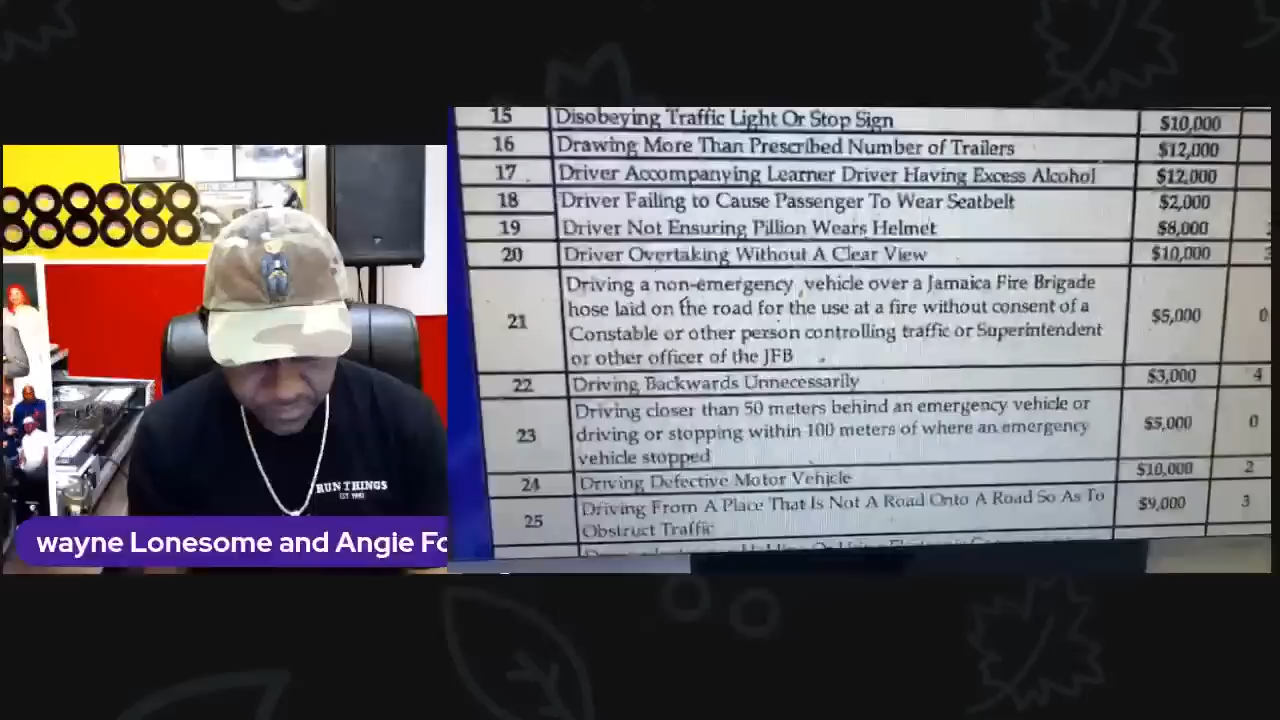 RUN THINGS
wayne Lonesome and Angie Fo
15 Disobeying Traffic Light Or Stop Sign $10,000
16 Drawing More Than Prescribed Number of Trailers $12,000
17 Driver Accompanying Learner Driver Having Excess Alcohol $12,000
18 Driver Failing to Cause Passenger To Wear Seatbelt $2,000
19 Driver Not Ensuring Pillion Wears Helmet $8,000
20 Driver Overtaking Without A Clear View $10,000
Driving a non-emergency vehicle over a Jamaica Fire Brigade
hose laid on the road for the use at a fire without consent of a
21 Constable or other person controlling traffic or Superintendent $5,000 0
or other officer of the JFB
22 Driving Backwards Unnecessarily $3,000 4
Driving closer than 50 meters behind an emergency vehicle or
23 driving or stopping within 100 meters of where an emergency $5,000 0
vehicle stopped
24 Driving Defective Motor Vehicle $10,000 2
25 Driving From A Place That Is Not A Road Onto A Road So As To $9,000 3
Obstruct Traffic